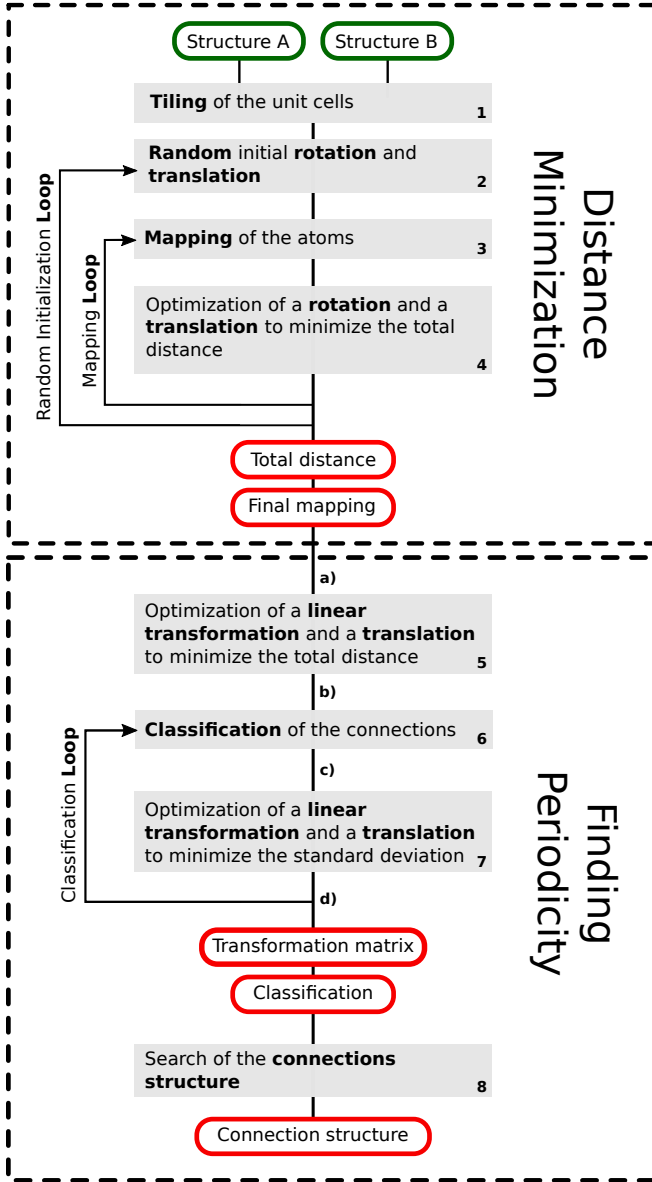 Structure A
Structure B
Tiling of the unit cells
1
Random initial rotation and
translation
2
Mapping of the atoms
3
Optimization of a rotation and a
translation to minimize the total
distance
4
Random Initialization Loop
Mapping Loop
Total distance
Final mapping
Distance
Minimization
a)
Optimization of a linear
transformation and a translation
to minimize the total distance
5
b)
Classification of the connections
6
c)
Optimization of a linear
transformation and a translation
to minimize the standard deviation
7
d)
Classification Loop
Transformation matrix
Classification
Search of the connections
structure
8
Connection structure
Finding
Periodicity